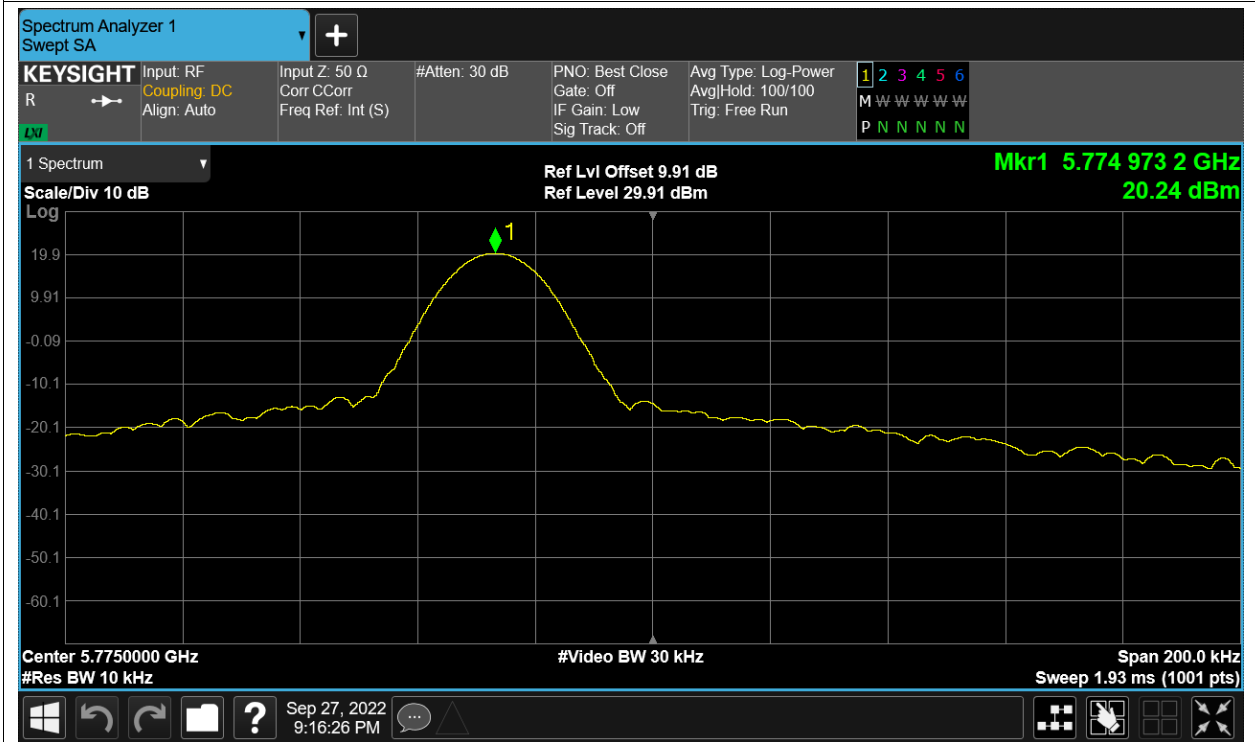 Spectrum Analyzer 1
Swept SA
+
KEYSIGHT
R
LXI
Input: RF
Coupling: DC
Align: Auto
Input Z: 50 Ω
Corr CCorr
Freq Ref: Int (S)
#Atten: 30 dB
PNO: Best Close
Gate: Off
IF Gain: Low
Sig Track: Off
Avg Type: Log-Power
Avg|Hold: 100/100
Trig: Free Run
1 2 3 4 5 6
M W W W W W
P N N N N N
1 Spectrum
Scale/Div 10 dB
Ref Lvl Offset 9.91 dB
Ref Level 29.91 dBm
Mkr1 5.774 973 2 GHz
20.24 dBm
Log
1
19.9
9.91
-0.09
-10.1
-20.1
-30.1
-40.1
-50.1
-60.1
Center 5.7750000 GHz
#Video BW 30 kHz
Span 200.0 kHz
#Res BW 10 kHz
Sweep 1.93 ms (1001 pts)
?
Sep 27, 2022
9:16:26 PM